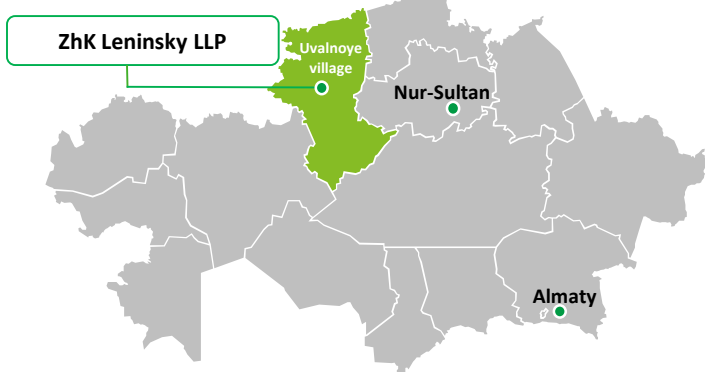 ZhK Leninsky LLP
Uvalnoye
village
Nur-Sultan
Almaty